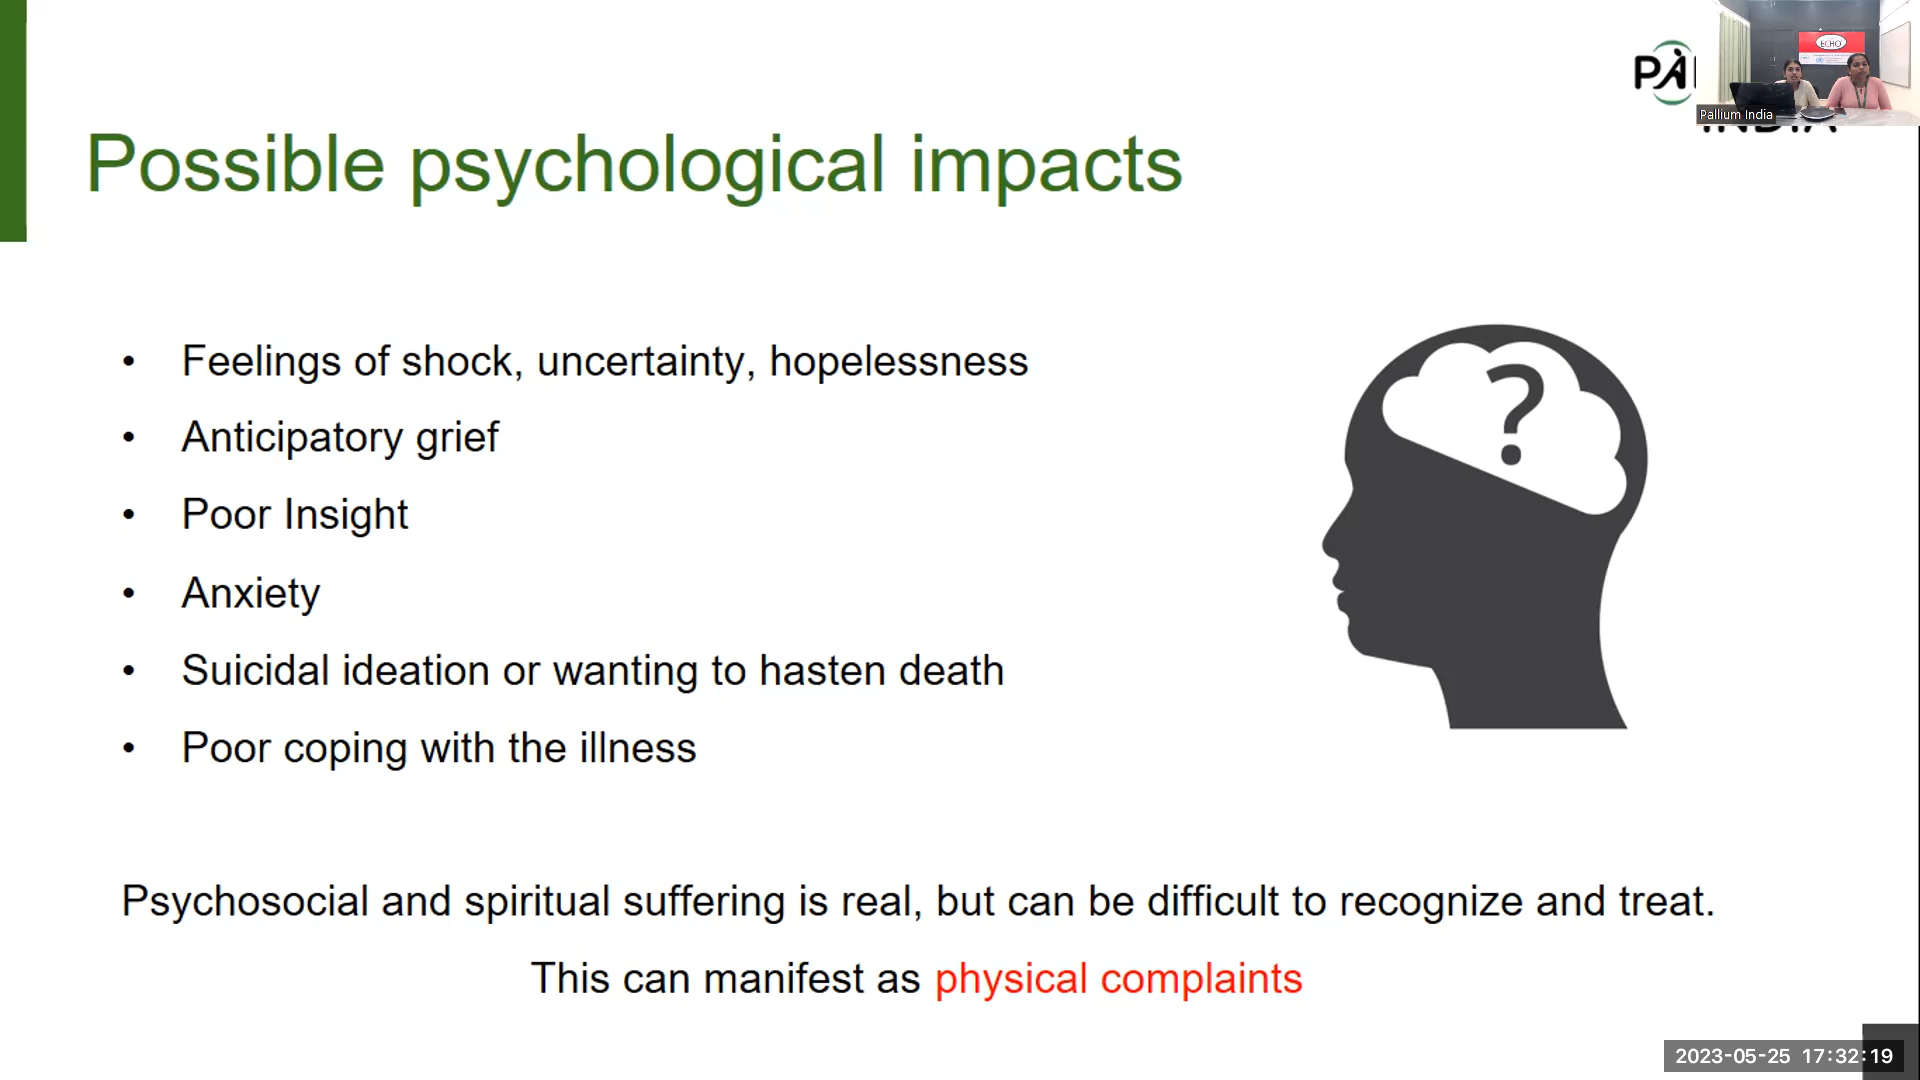 Possible psychological impacts
• Feelings of shock, uncertainty, hopelessness
• Anticipatory grief
• Poor Insight
• Anxiety
• Suicidal ideation or wanting to hasten death
• Poor coping with the illness
?
Psychosocial and spiritual suffering is real, but can be difficult to recognize and treat.
This can manifest as physical complaints
ECHO
Pallium India
2023-05-25 17:32:19